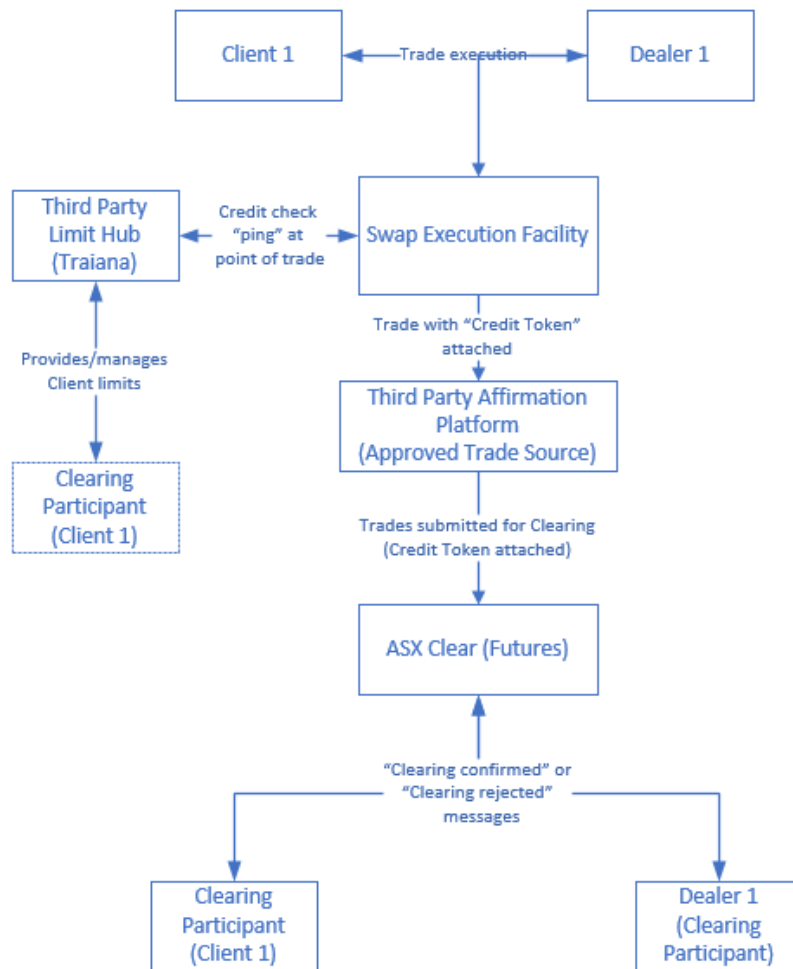 Client 1
Trade execution
Dealer 1
Third Party
Limit Hub
(Traiana)
Credit check
“ping” at
point of trade
Swap Execution Facility
Trade with “Credit Token”
attached
Provides/manages
Client limits
Third Party Affirmation
Platform
(Approved Trade Source)
Clearing
Participant
(Client 1)
Trades submitted for Clearing
(Credit Token attached)
ASX Clear (Futures)
“Clearing confirmed” or
“Clearing rejected”
messages
Clearing
Participant
(Client 1)
Dealer 1
(Clearing
Participant)